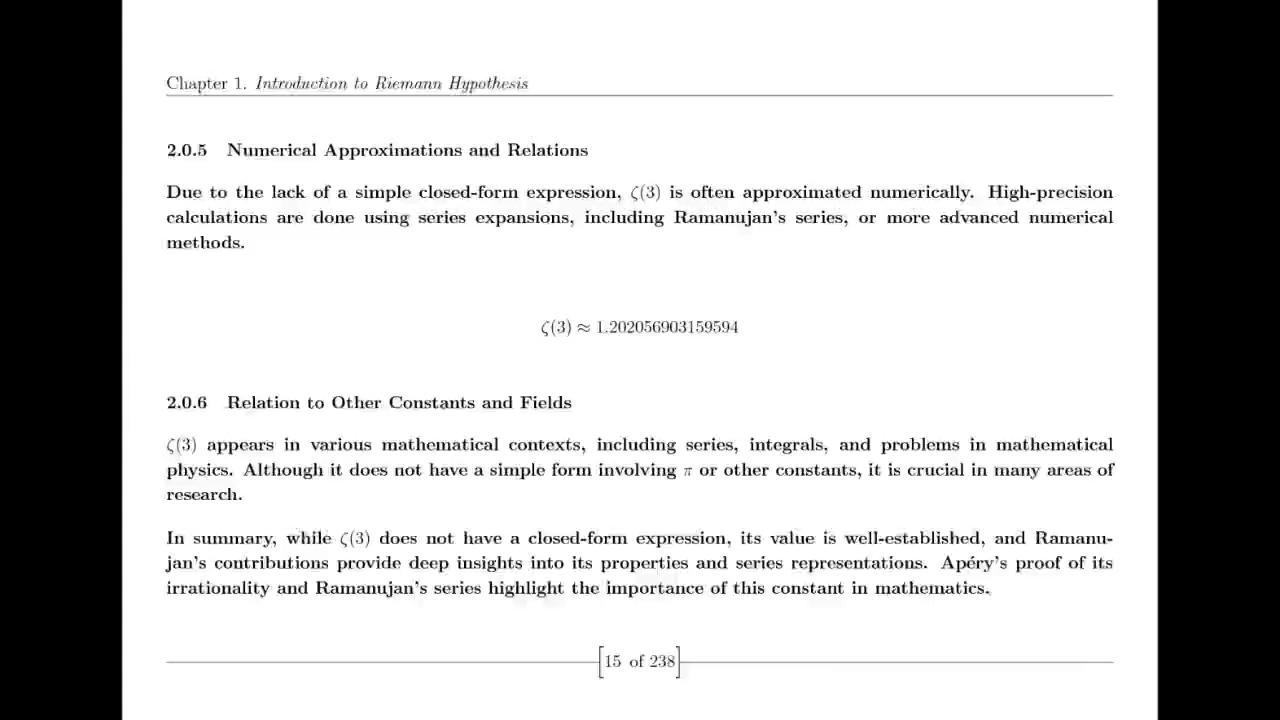 Chapter 1. Introduction to Riemann Hypothesis
2.0.5 Numerical Approximations and Relations
Due to the lack of a simple closed-form expression, ζ(3) is often approximated numerically. High-precision
calculations are done using series expansions, including Ramanujan's series, or more advanced numerical
methods.
ζ(3) ≈ 1.202056903159594
2.0.6 Relation to Other Constants and Fields
ζ(3) appears in various mathematical contexts, including series, integrals, and problems in mathematical
physics. Although it does not have a simple form involving π or other constants, it is crucial in many areas of
research.
In summary, while ζ(3) does not have a closed-form expression, its value is well-established, and Ramanu-
jan's contributions provide deep insights into its properties and series representations. Apéry's proof of its
irrationality and Ramanujan's series highlight the importance of this constant in mathematics.
[15 of 238]